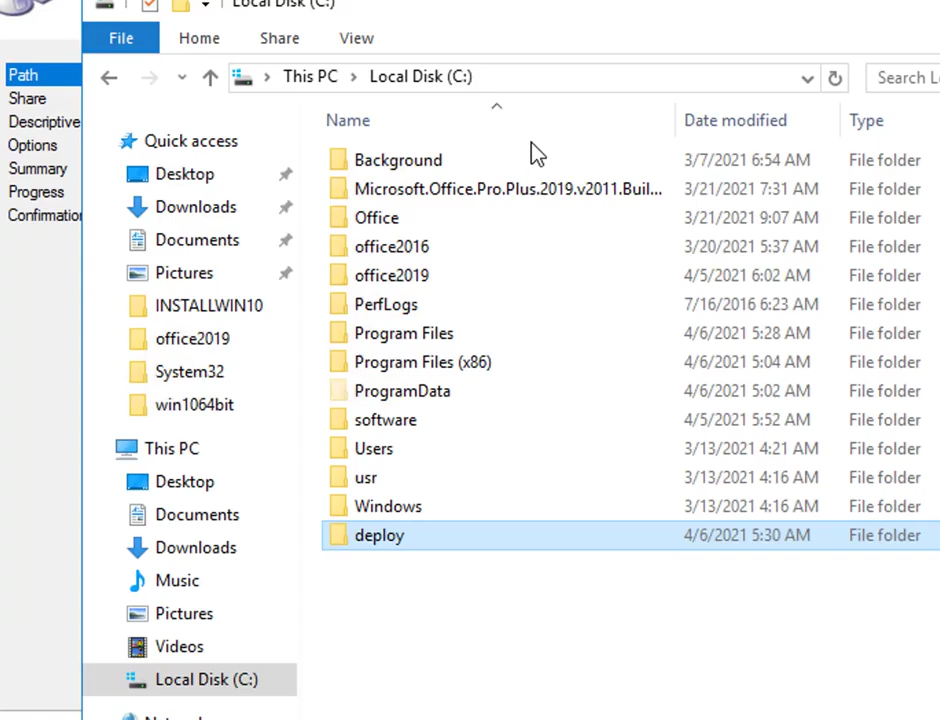 Local Disk (C:)
File Home Share View
This PC Local Disk (C:) Search
Path
Share
Descriptive
Options
Summary
Progress
Name Date modified Type
Quick access
Desktop
Downloads
Documents
Pictures
INSTALLWIN10
office2019
System32
win1064bit
This PC
Desktop
Documents
Downloads
Music
Pictures
Videos
Local Disk (C:)
Background 3/7/2021 6:54 AM File folder
Microsoft.Office.Pro.Plus.2019.v2011.Buil... 3/21/2021 7:31 AM File folder
Office 3/21/2021 9:07 AM File folder
office2016 3/20/2021 5:37 AM File folder
office2019 4/5/2021 6:02 AM File folder
PerfLogs 7/16/2016 6:23 AM File folder
Program Files 4/6/2021 5:28 AM File folder
Program Files (x86) 4/6/2021 5:04 AM File folder
ProgramData 4/6/2021 5:02 AM File folder
software 4/5/2021 5:52 AM File folder
Users 3/13/2021 4:21 AM File folder
usr 3/13/2021 4:16 AM File folder
Windows 3/13/2021 4:16 AM File folder
deploy 4/6/2021 5:30 AM File folder